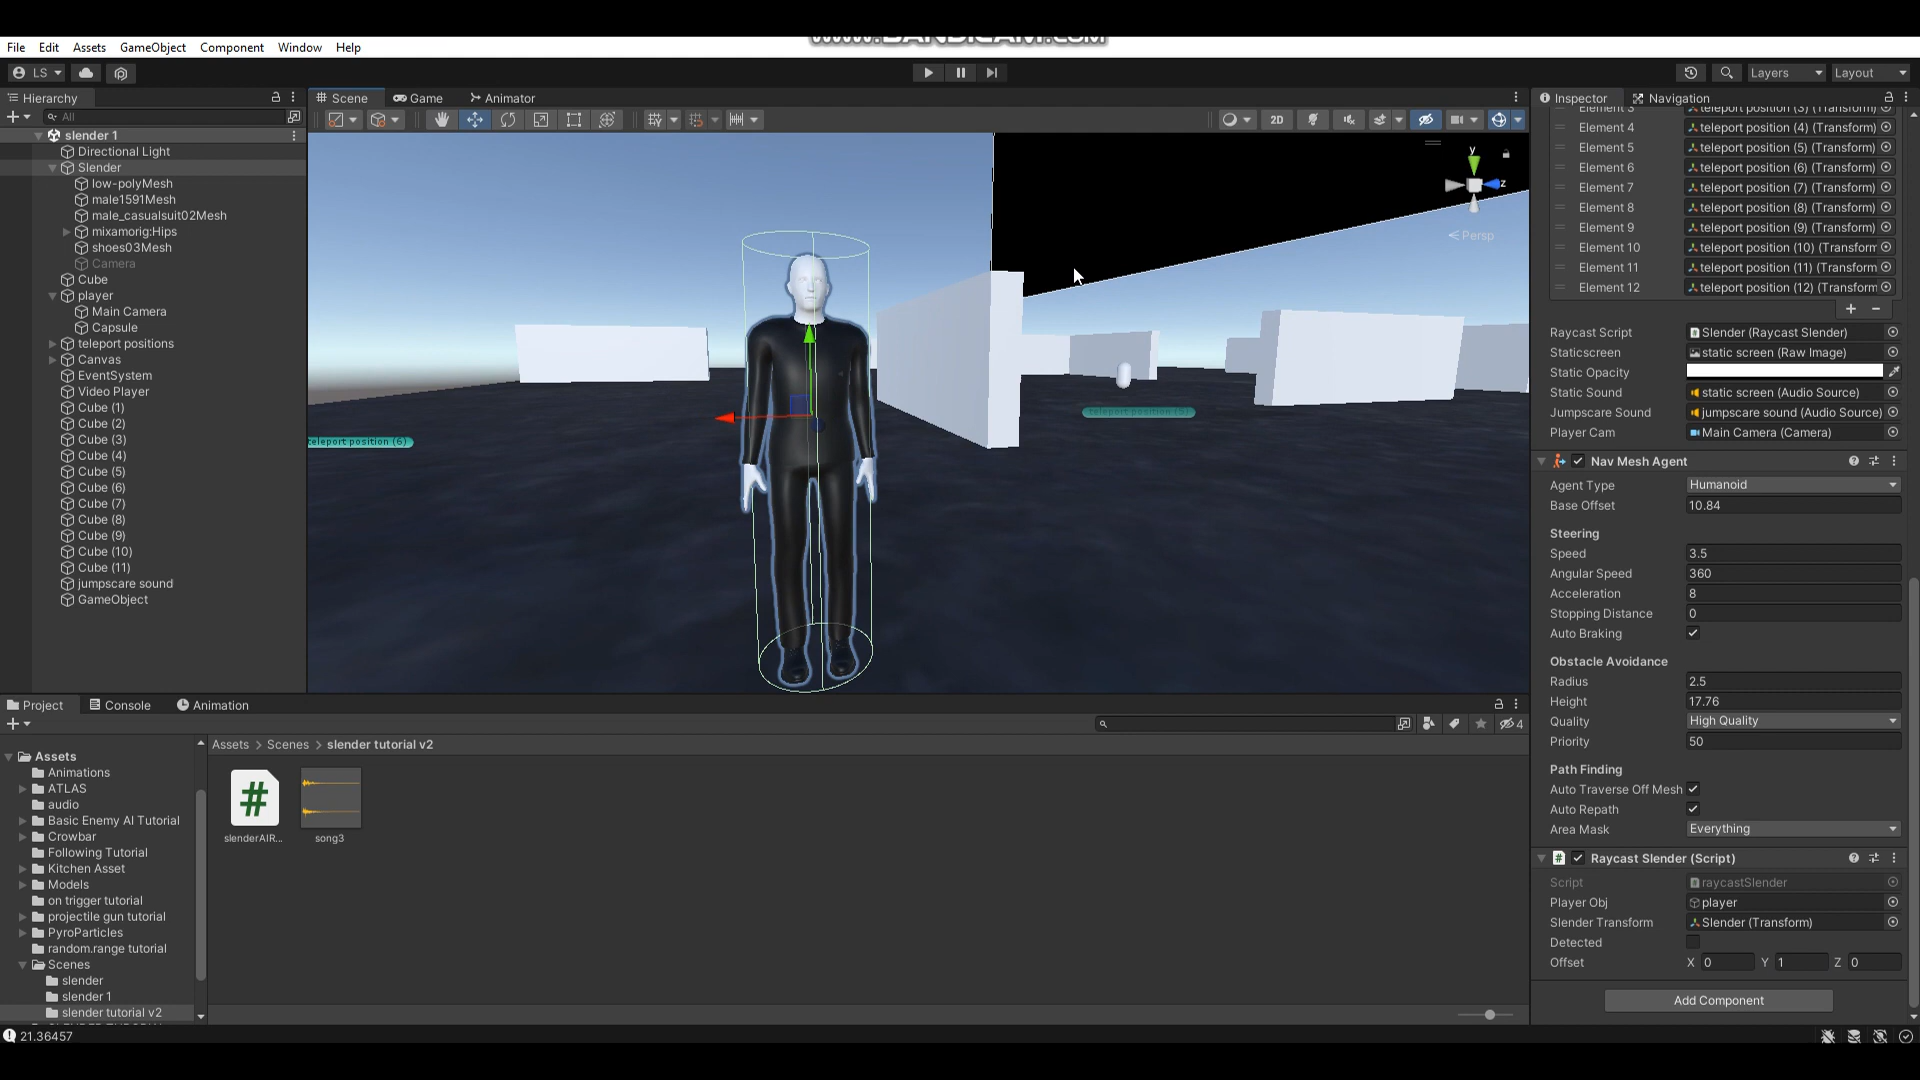 www.BANDICAM.com
File Edit Assets GameObject Component Window Help
LS Layers Layout
Hierarchy
All
slender 1
Directional Light
Slender
low-polyMesh
male1591Mesh
male_casualsuit02Mesh
mixamorig:Hips
shoes03Mesh
Camera
Cube
player
Main Camera
Capsule
teleport positions
Canvas
EventSystem
Video Player
Cube (1)
Cube (2)
Cube (3)
Cube (4)
Cube (5)
Cube (6)
Cube (7)
Cube (8)
Cube (9)
Cube (10)
Cube (11)
jumpscare sound
GameObject
Scene Game Animator
2D
y
z
Persp
teleport position (5)
teleport position (6)
Inspector Navigation
Element 3 teleport position (3) (Transform)
Element 4 teleport position (4) (Transform)
Element 5 teleport position (5) (Transform)
Element 6 teleport position (6) (Transform)
Element 7 teleport position (7) (Transform)
Element 8 teleport position (8) (Transform)
Element 9 teleport position (9) (Transform)
Element 10 teleport position (10) (Transform
Element 11 teleport position (11) (Transform
Element 12 teleport position (12) (Transform
Raycast Script Slender (Raycast Slender)
Staticscreen static screen (Raw Image)
Static Opacity
Static Sound static screen (Audio Source)
Jumpscare Sound jumpscare sound (Audio Source)
Player Cam Main Camera (Camera)
Nav Mesh Agent
Agent Type Humanoid
Base Offset 10.84
Steering
Speed 3.5
Angular Speed 360
Acceleration 8
Stopping Distance 0
Auto Braking
Obstacle Avoidance
Radius 2.5
Height 17.76
Quality High Quality
Priority 50
Path Finding
Auto Traverse Off Mesh
Auto Repath
Area Mask Everything
Raycast Slender (Script)
Script raycastSlender
Player Obj player
Slender Transform Slender (Transform)
Detected
Offset X 0 Y 1 Z 0
Add Component
Project Console Animation
4
Assets
Animations
ATLAS
audio
Basic Enemy AI Tutorial
Crowbar
Following Tutorial
Kitchen Asset
Models
on trigger tutorial
projectile gun tutorial
PyroParticles
random.range tutorial
Scenes
slender
slender 1
slender tutorial v2
Assets > Scenes > slender tutorial v2
#
slenderAIR... song3
21.36457